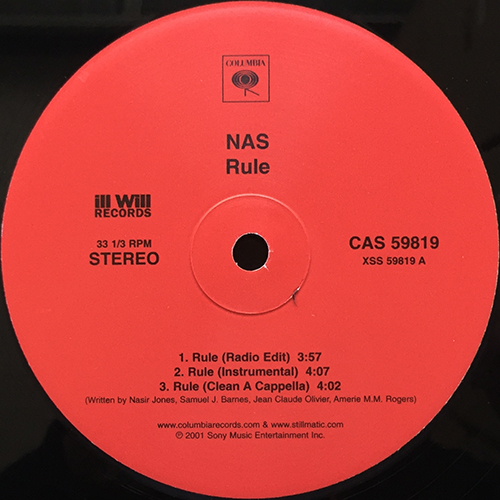 COLUMBIA
NAS
Rule
ill Will
RECORDS
33 1/3 RPM
STEREO
CAS 59819
XSS 59819 A
1. Rule (Radio Edit) 3:57
2. Rule (Instrumental) 4:07
3. Rule (Clean A Cappella) 4:02
(Written by Nasir Jones, Samuel J. Barnes, Jean Claude Olivier, Amerie M.M. Rogers)
www.columbiarecords.com & www.stillmatic.com
℗ 2001 Sony Music Entertainment Inc.